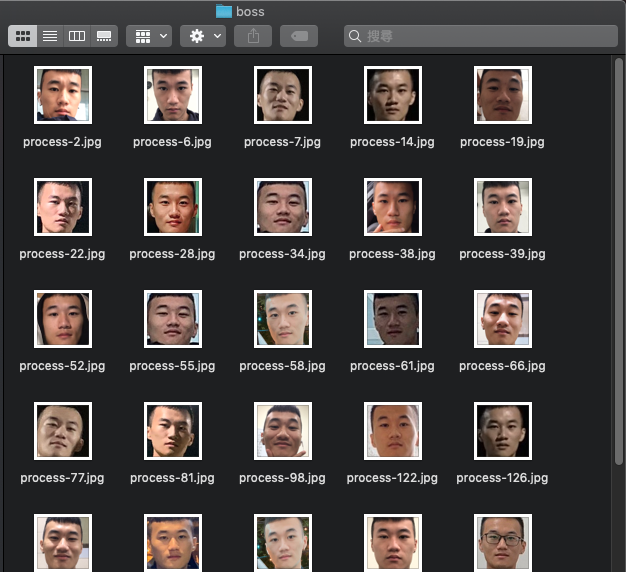 boss
搜尋
process-2.jpg process-6.jpg process-7.jpg process-14.jpg process-19.jpg
process-22.jpg process-28.jpg process-34.jpg process-38.jpg process-39.jpg
process-52.jpg process-55.jpg process-58.jpg process-61.jpg process-66.jpg
process-77.jpg process-81.jpg process-98.jpg process-122.jpg process-126.jpg